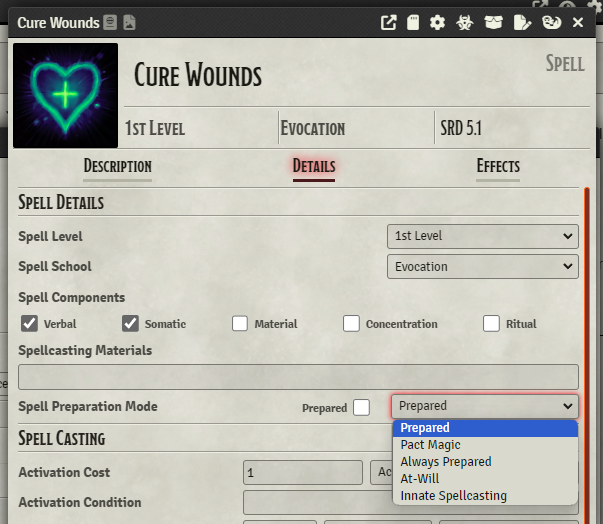 Cure Wounds
Cure Wounds
Spell
1st Level
Evocation
SRD 5.1
Description
Details
Effects
Spell Details
Spell Level
1st Level
Spell School
Evocation
Spell Components
Verbal
Somatic
Material
Concentration
Ritual
Spellcasting Materials
Spell Preparation Mode
Prepared
Prepared
Prepared
Pact Magic
Always Prepared
At-Will
Innate Spellcasting
Spell Casting
Activation Cost
1
Ac
Activation Condition